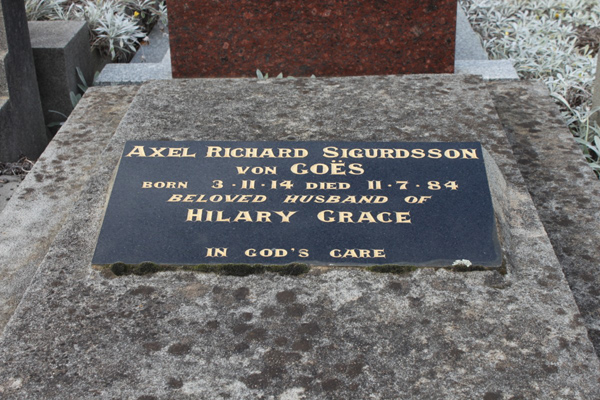 AXEL RICHARD SIGURDSSON
VON GOËS
BORN 3·11·14 DIED 11·7·84
BELOVED HUSBAND OF
HILARY GRACE
IN GOD'S CARE